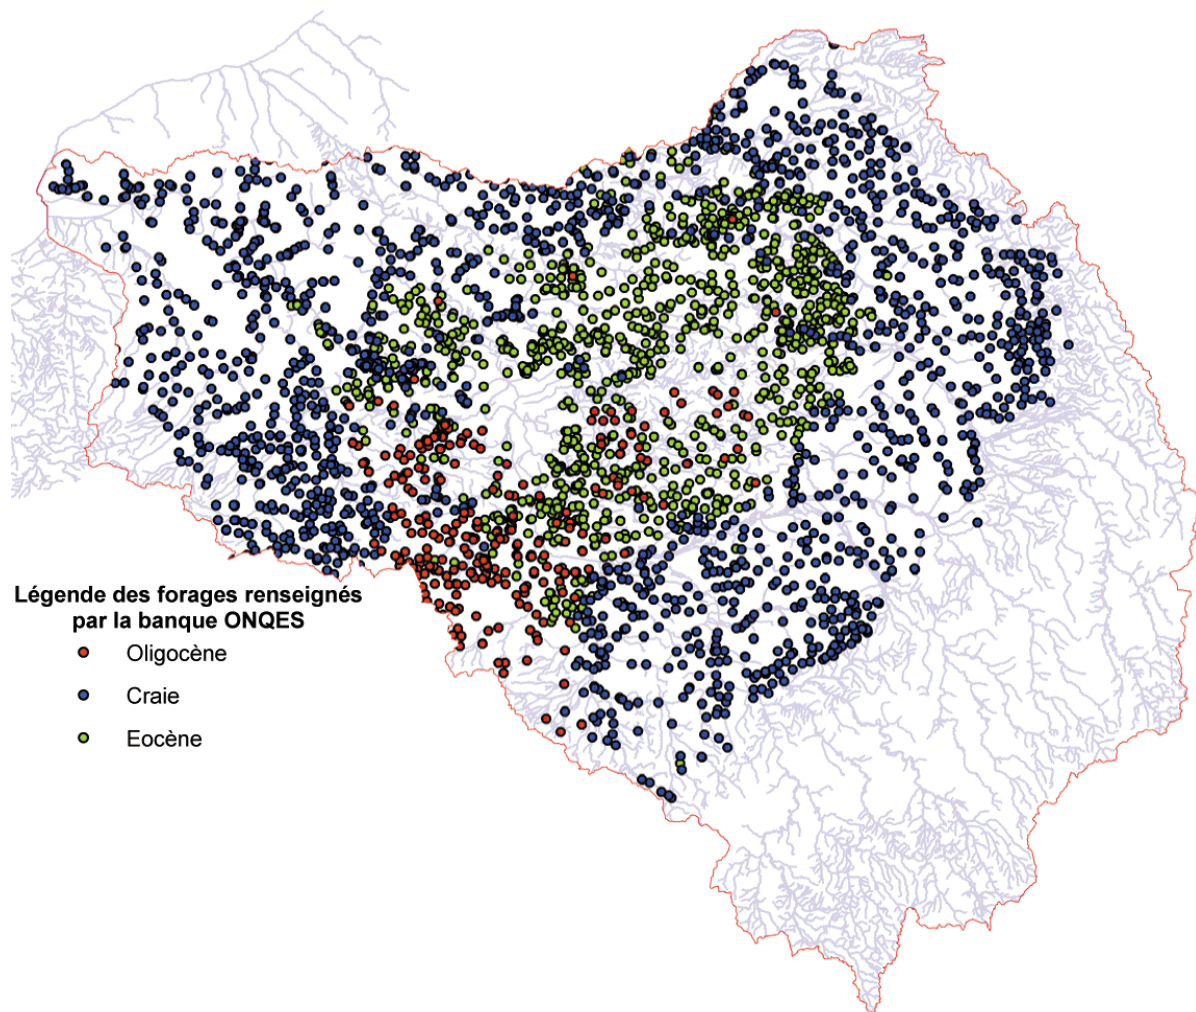 Légende des forages renseignés
par la banque ONQES
Oligocène
Craie
Eocène